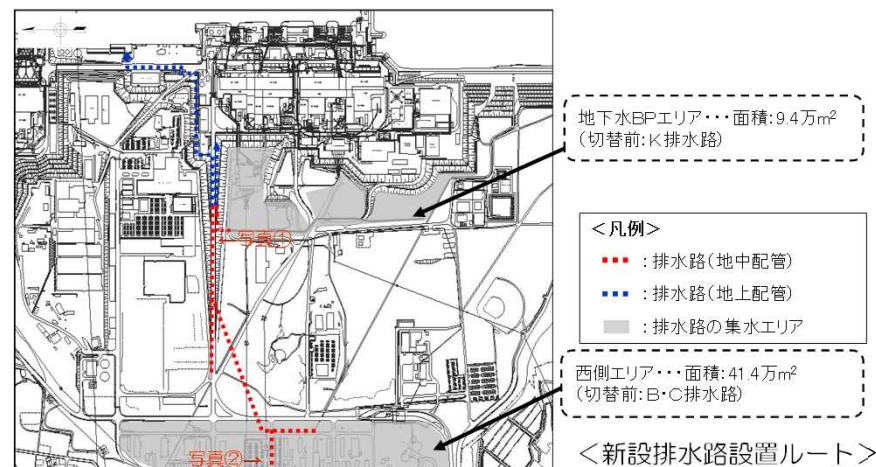 地下水BPエリア・・・面積:9.4万m²
(切替前:K排水路)
<凡例>
:排水路(地中配管)
:排水路(地上配管)
:排水路の集水エリア
←写真①
西側エリア・・・面積:41.4万m²
(切替前:B・C排水路)
写真②→
<新設排水路設置ルート>